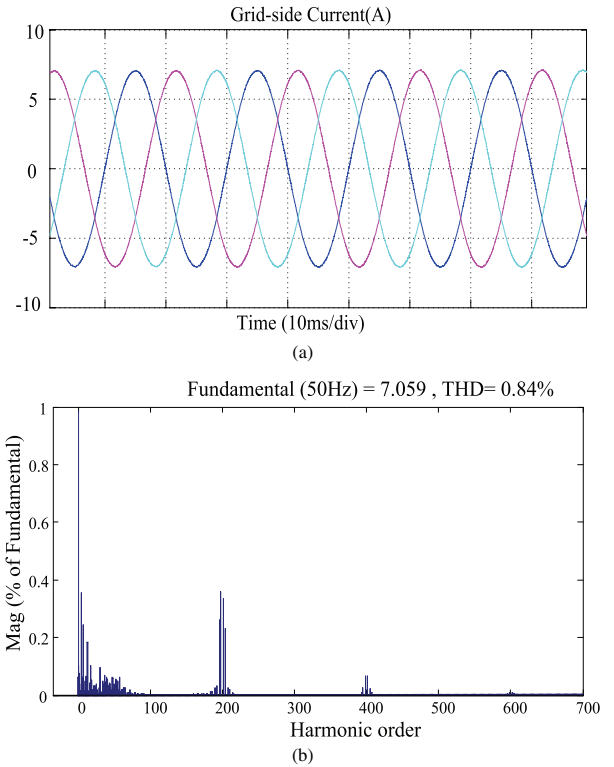 Grid-side Current(A)
10
5
0
-5
-10
Time (10ms/div)
(a)
Fundamental (50Hz) = 7.059 , THD= 0.84%
1
0.8
0.6
0.4
0.2
0
Mag (% of Fundamental)
0 100 200 300 400 500 600 700
Harmonic order
(b)